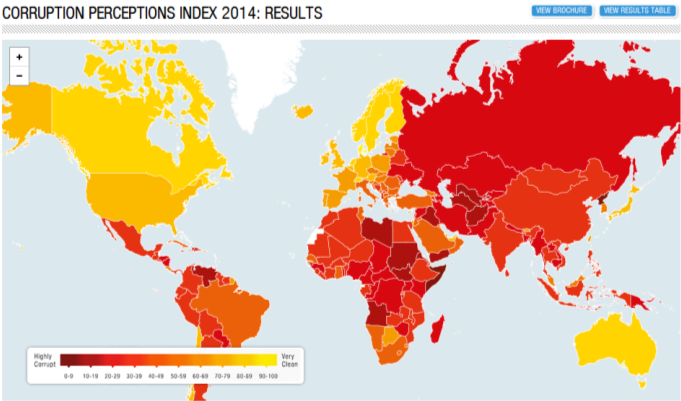 CORRUPTION PERCEPTIONS INDEX 2014: RESULTS
VIEW BROCHURE
VIEW RESULTS TABLE
+
−
Highly Corrupt
0-9 10-19 20-29 30-39 40-49 50-59 60-69 70-79 80-89 90-100
Very Clean